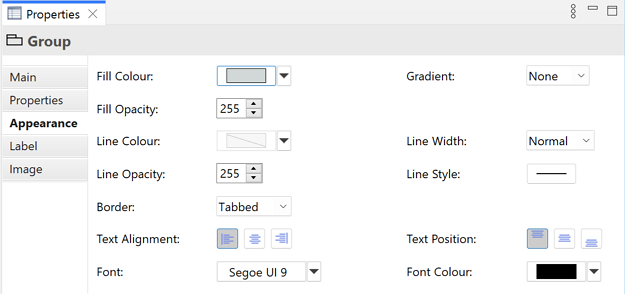 Properties
Group
Main
Properties
Appearance
Label
Image
Fill Colour:
Gradient: None
Fill Opacity: 255
Line Colour:
Line Width: Normal
Line Opacity: 255
Line Style:
Border: Tabbed
Text Alignment:
Text Position:
Font: Segoe UI 9
Font Colour: